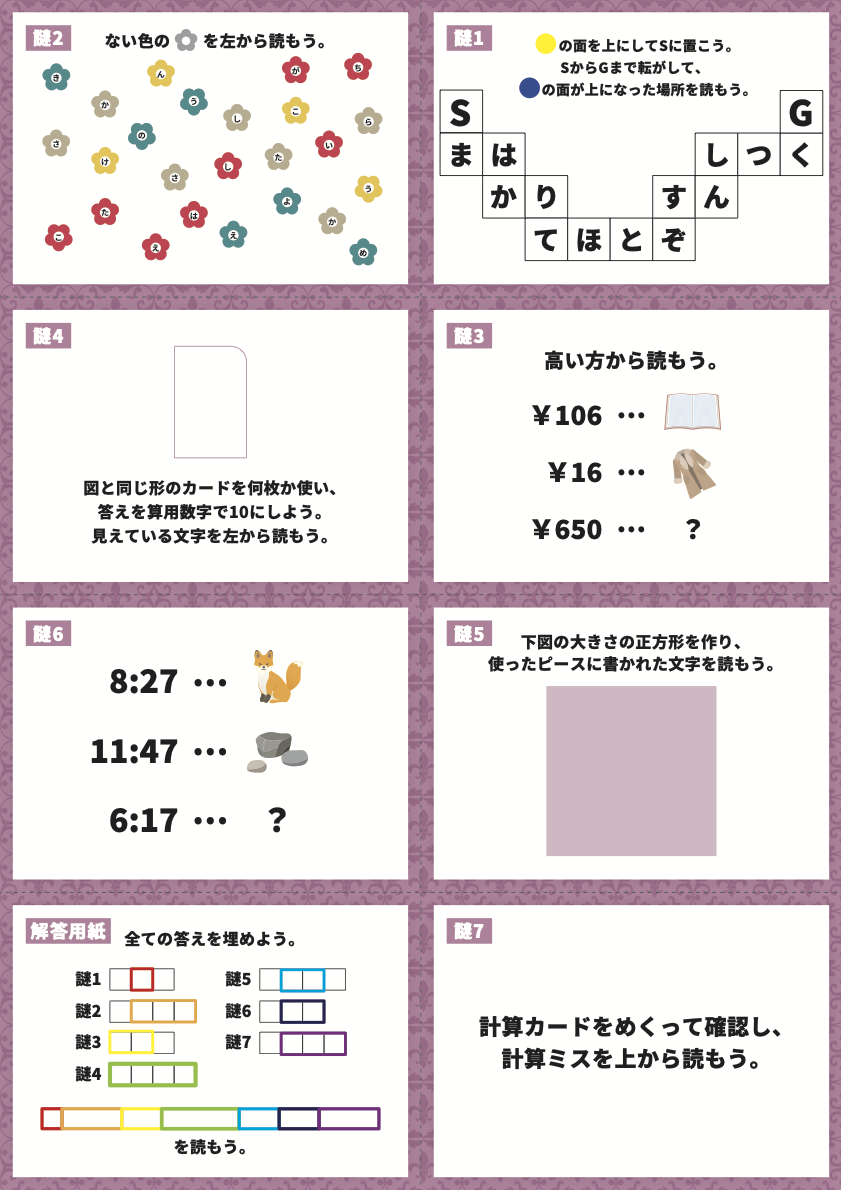 謎2
ない色の
を左から読もう。
き
ん
が
ち
か
う
し
こ
ら
さ
の
け
さ
し
た
い
う
た
は
よ
か
こ
え
え
め
謎1
の面を上にしてSに置こう。
SからGまで転がして、
の面が上になった場所を読もう。
S
G
ま は
し つ く
か り
す ん
て ほ と ぞ
謎4
図と同じ形のカードを何枚か使い、
答えを算用数字で10にしよう。
見えている文字を左から読もう。
謎3
高い方から読もう。
¥106 …
¥16 …
¥650 … ?
謎6
8:27 …
11:47 …
6:17 … ?
謎5
下図の大きさの正方形を作り、
使ったピースに書かれた文字を読もう。
解答用紙
全ての答えを埋めよう。
謎1
謎2
謎3
謎4
謎5
謎6
謎7
を読もう。
謎7
計算カードをめくって確認し、
計算ミスを上から読もう。